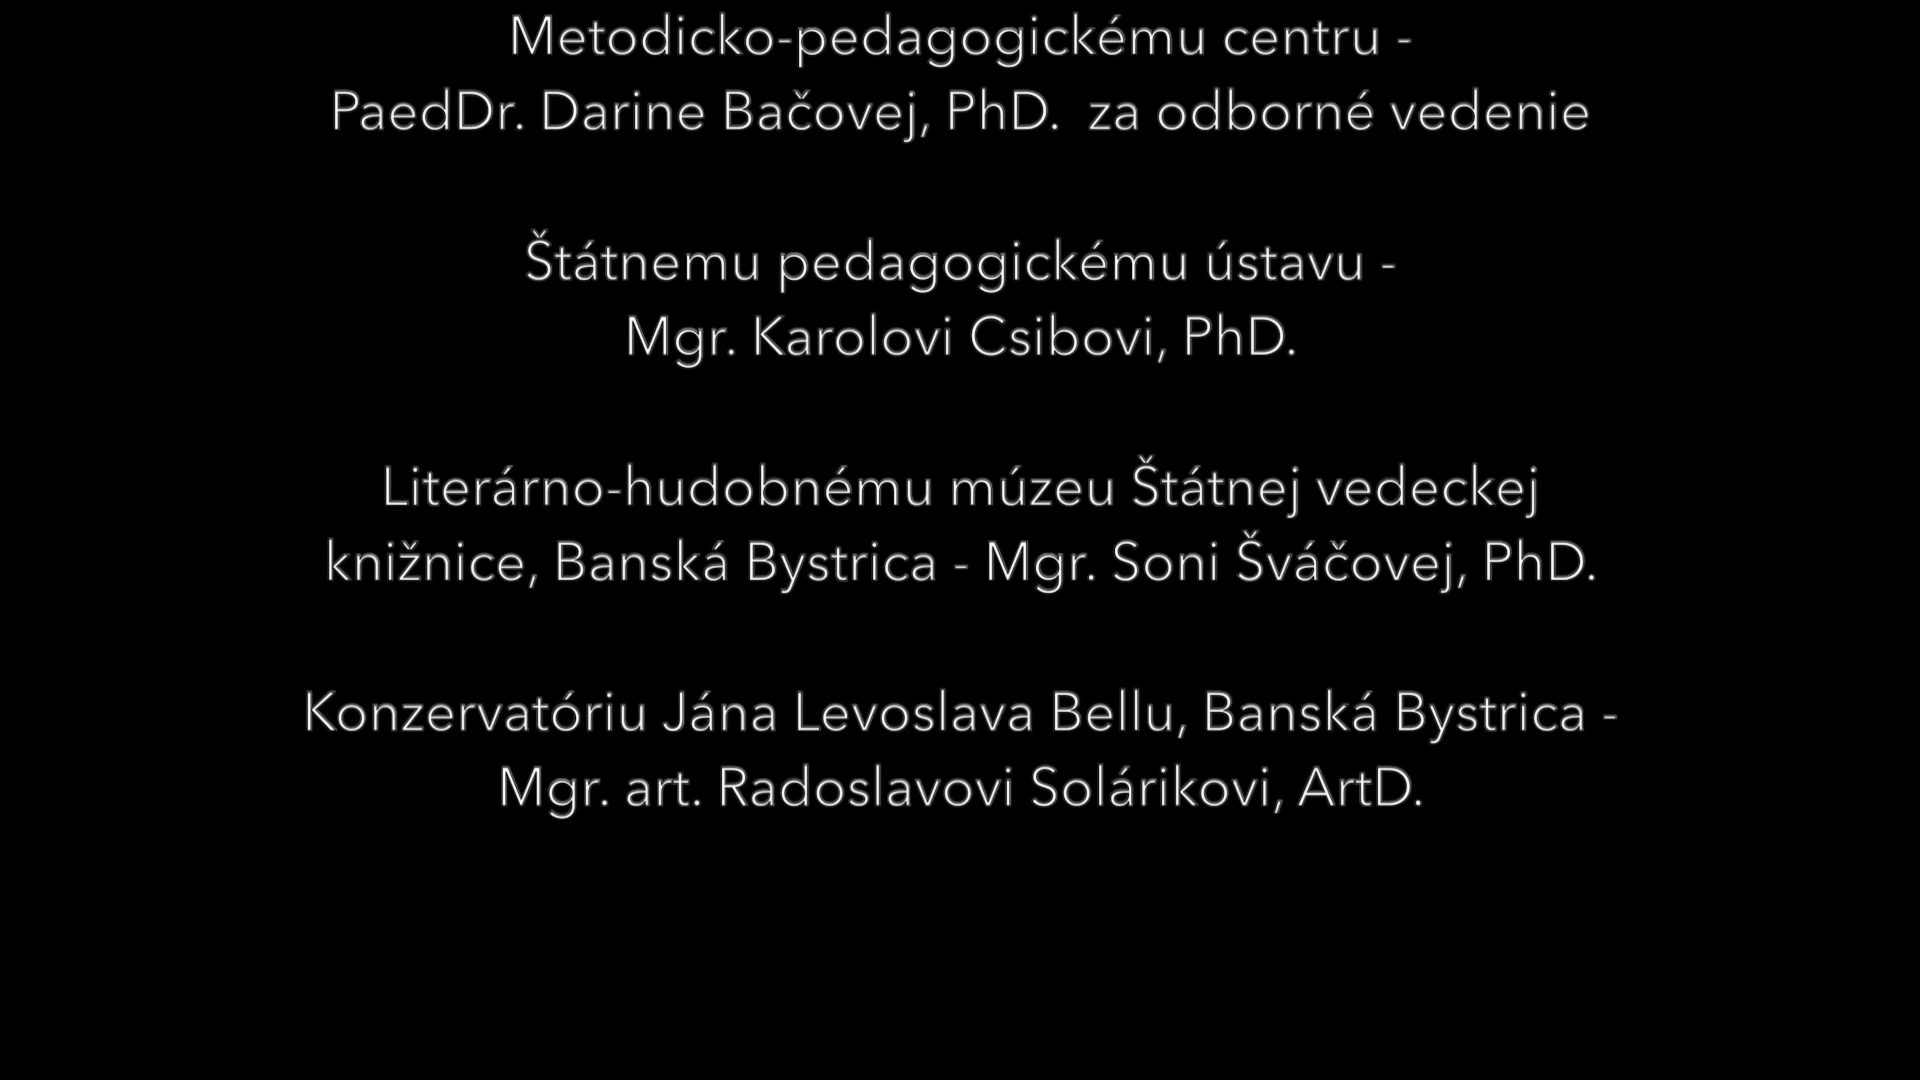 Metodicko-pedagogickému centru -
PaedDr. Darine Bačovej, PhD.  za odborné vedenie
Štátnemu pedagogickému ústavu -
Mgr. Karolovi Csibovi, PhD.
Literárno-hudobnému múzeu Štátnej vedeckej
knižnice, Banská Bystrica - Mgr. Soni Šváčovej, PhD.
Konzervatóriu Jána Levoslava Bellu, Banská Bystrica -
Mgr. art. Radoslavovi Solárikovi, ArtD.